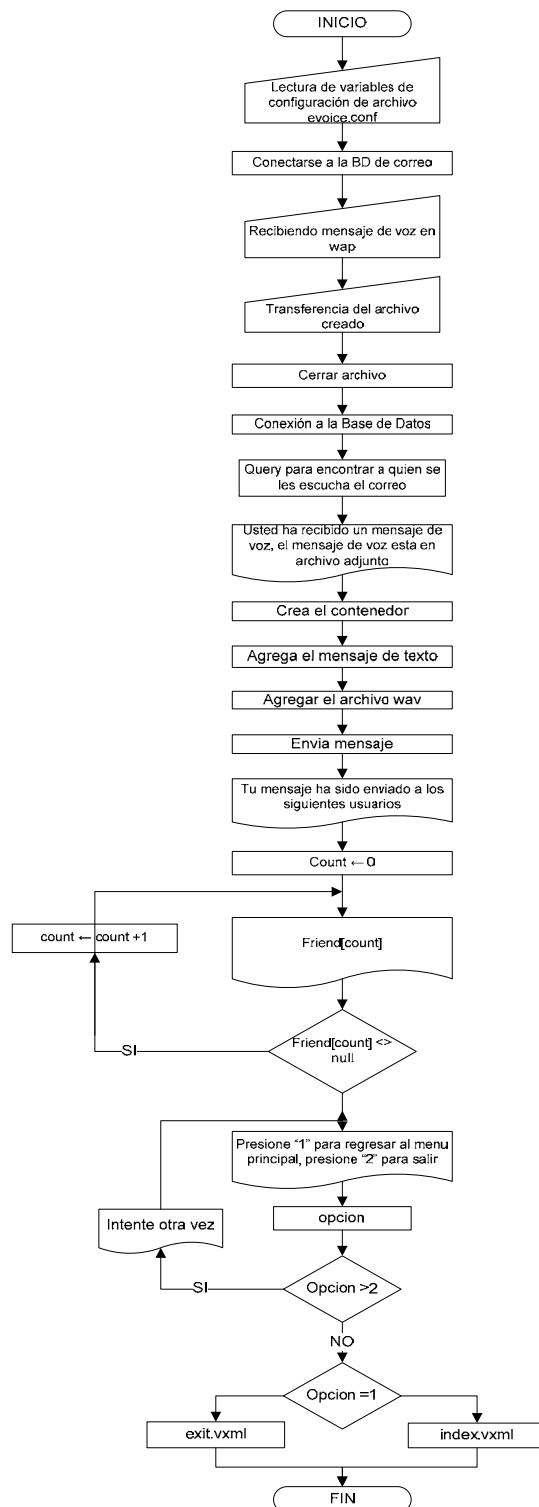 INICIO
Lectura de variables de
configuración de archivo
evoice.conf
Conectarse a la BD de correo
Recibiendo mensaje de voz en
wap
Transferencia del archivo
creado
Cerrar archivo
Conexión a la Base de Datos
Query para encontrar a quien se
les escucha el correo
Usted ha recibido un mensaje de
voz, el mensaje de voz esta en
archivo adjunto
Crea el contenedor
Agrega el mensaje de texto
Agregar el archivo wav
Envia mensaje
Tu mensaje ha sido enviado a los
siguientes usuarios
Count ← 0
count ← count +1
Friend[count]
SI
Friend[count] <>
null
Presione “1” para regresar al menu
principal, presione “2” para salir
Intente otra vez
opcion
SI
Opcion >2
NO
Opcion =1
exit.vxml
index.vxml
FIN